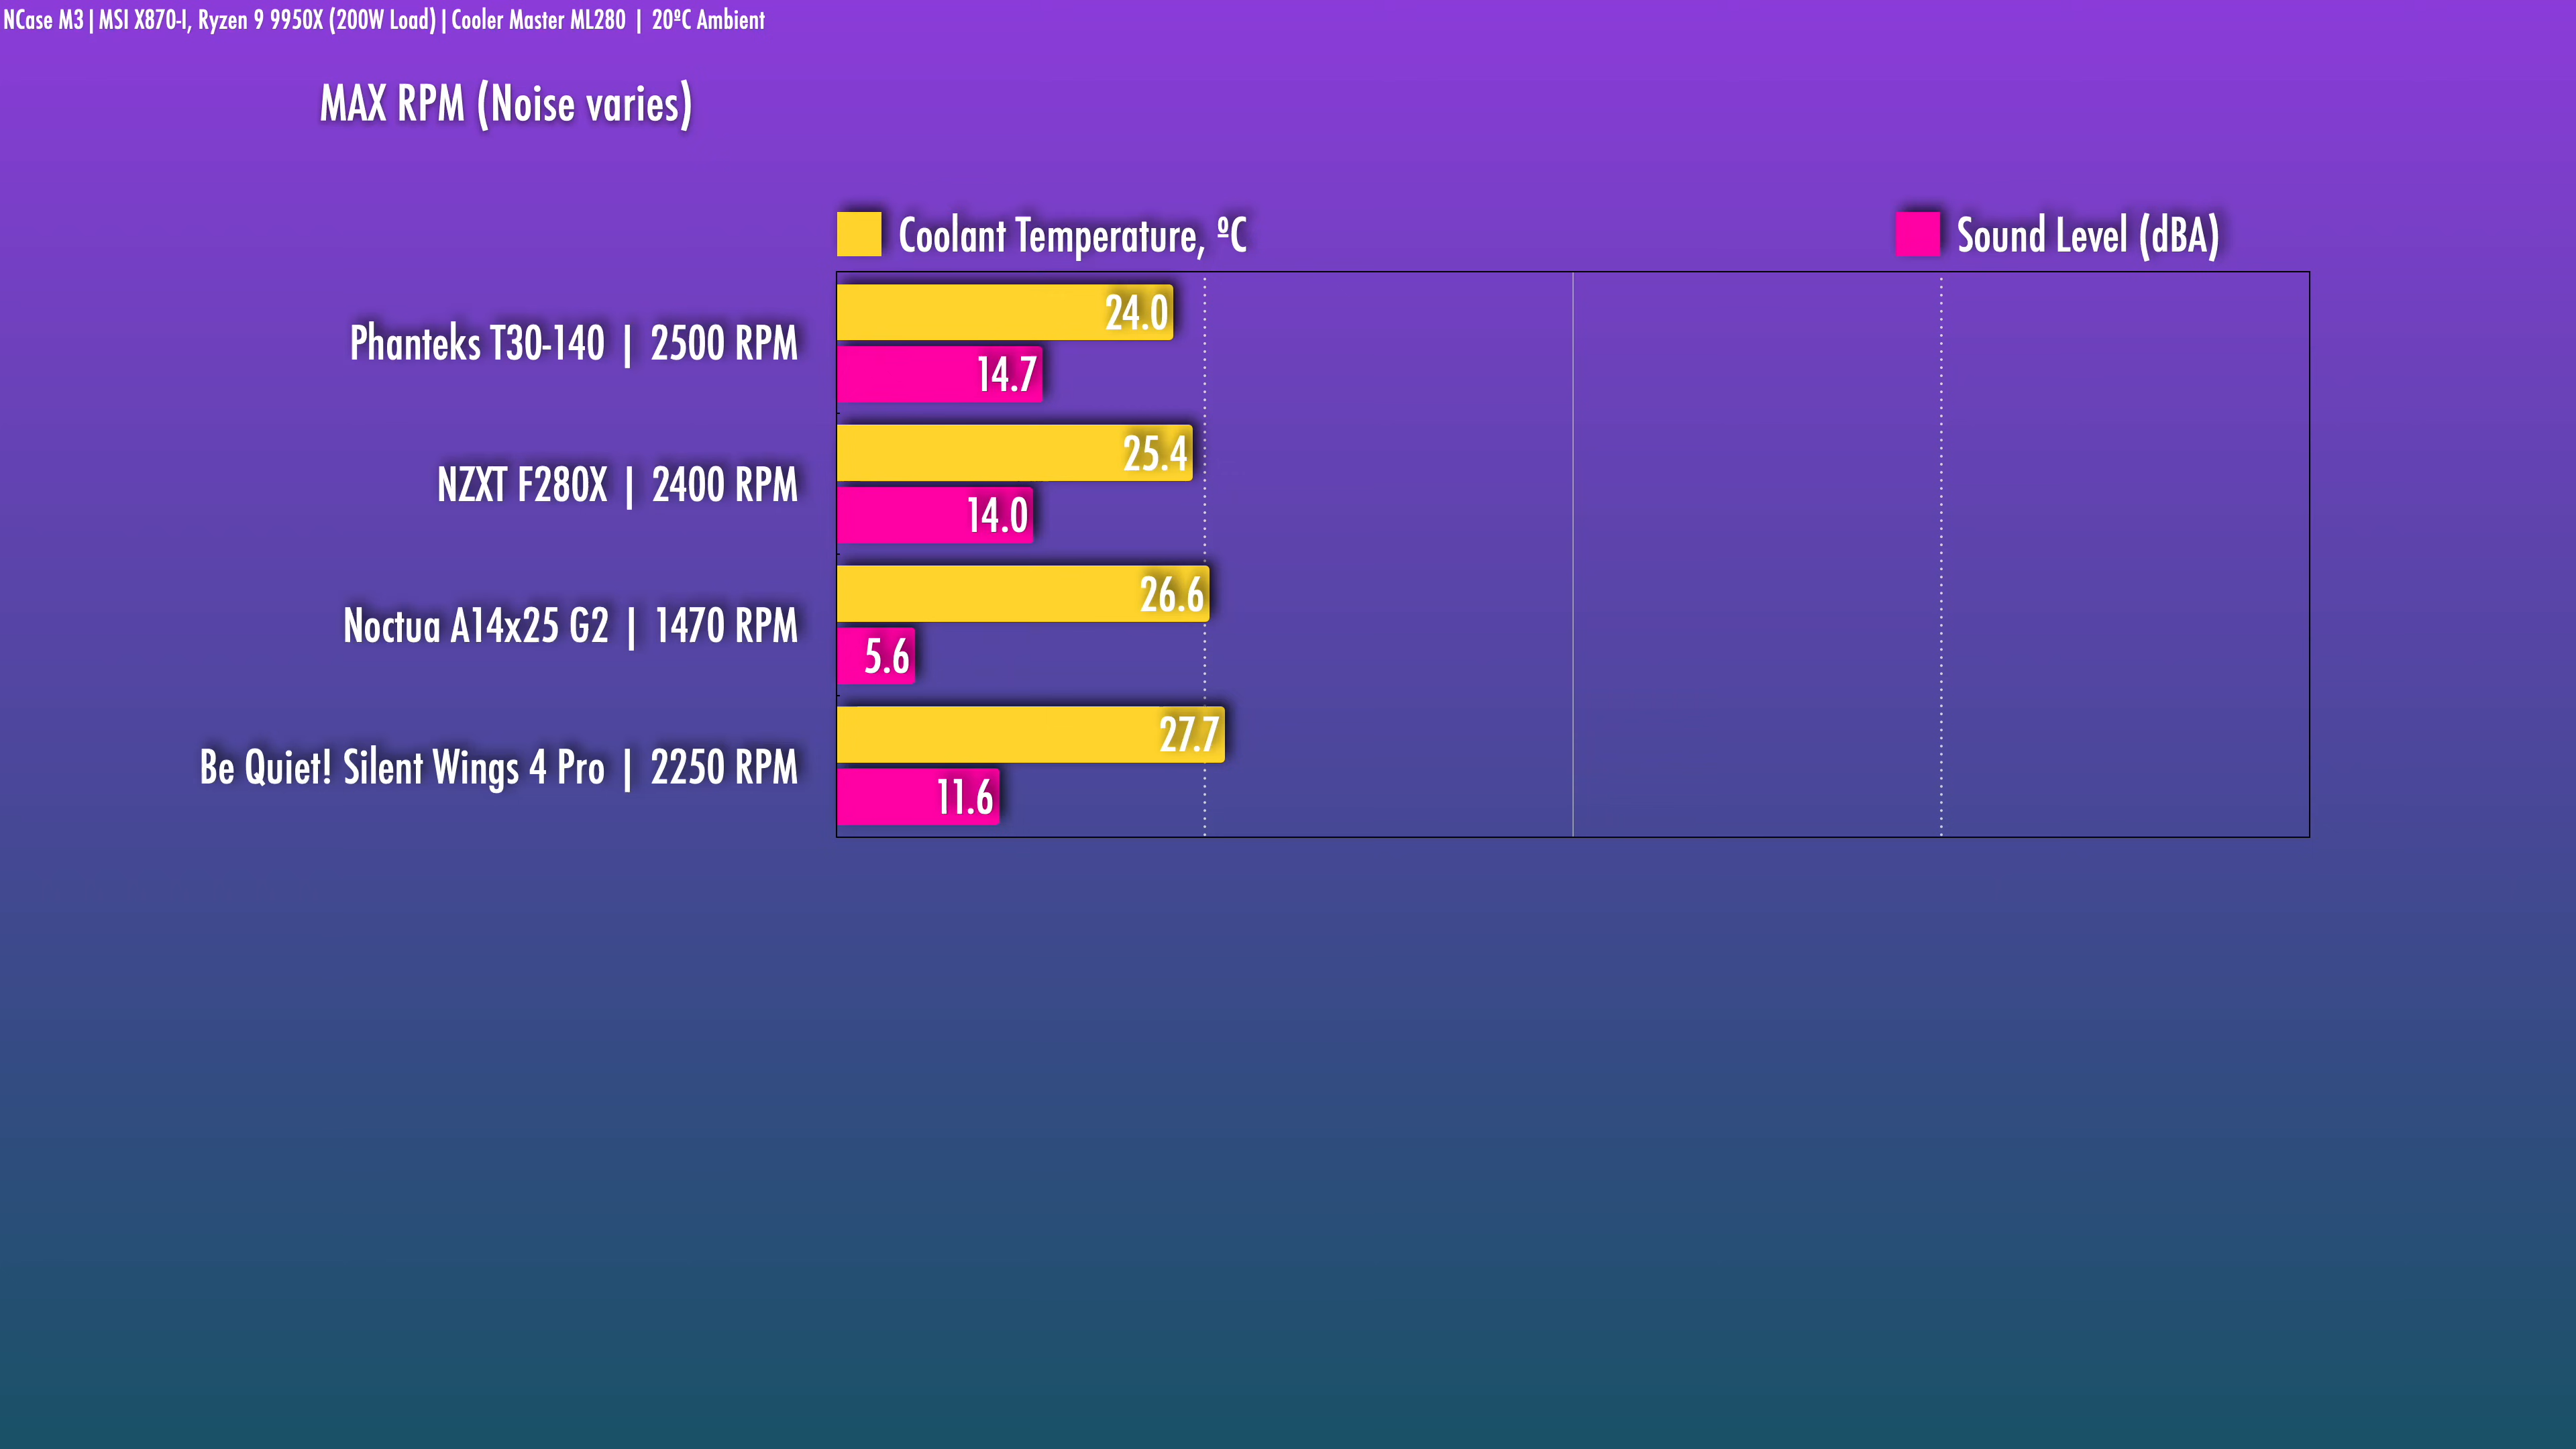 NCase M3 | MSI X870-I, Ryzen 9 9950X (200W Load) | Cooler Master ML280 | 20ºC Ambient
MAX RPM (Noise varies)
Coolant Temperature, ºC
Sound Level (dBA)
Phanteks T30-140 | 2500 RPM
24.0
14.7
NZXT F280X | 2400 RPM
25.4
14.0
Noctua A14x25 G2 | 1470 RPM
26.6
5.6
Be Quiet! Silent Wings 4 Pro | 2250 RPM
27.7
11.6